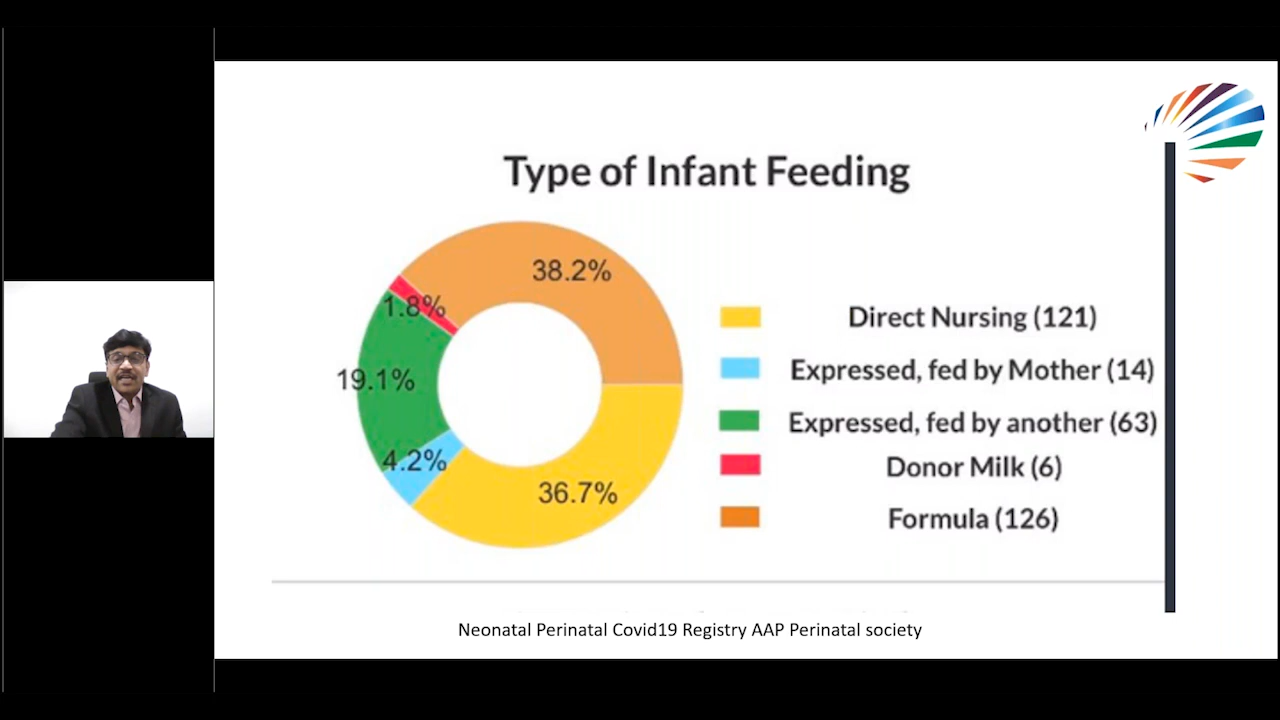 Type of Infant Feeding
38.2%
1.8%
19.1%
4.2%
36.7%
Direct Nursing (121)
Expressed, fed by Mother (14)
Expressed, fed by another (63)
Donor Milk (6)
Formula (126)
Neonatal Perinatal Covid19 Registry AAP Perinatal society